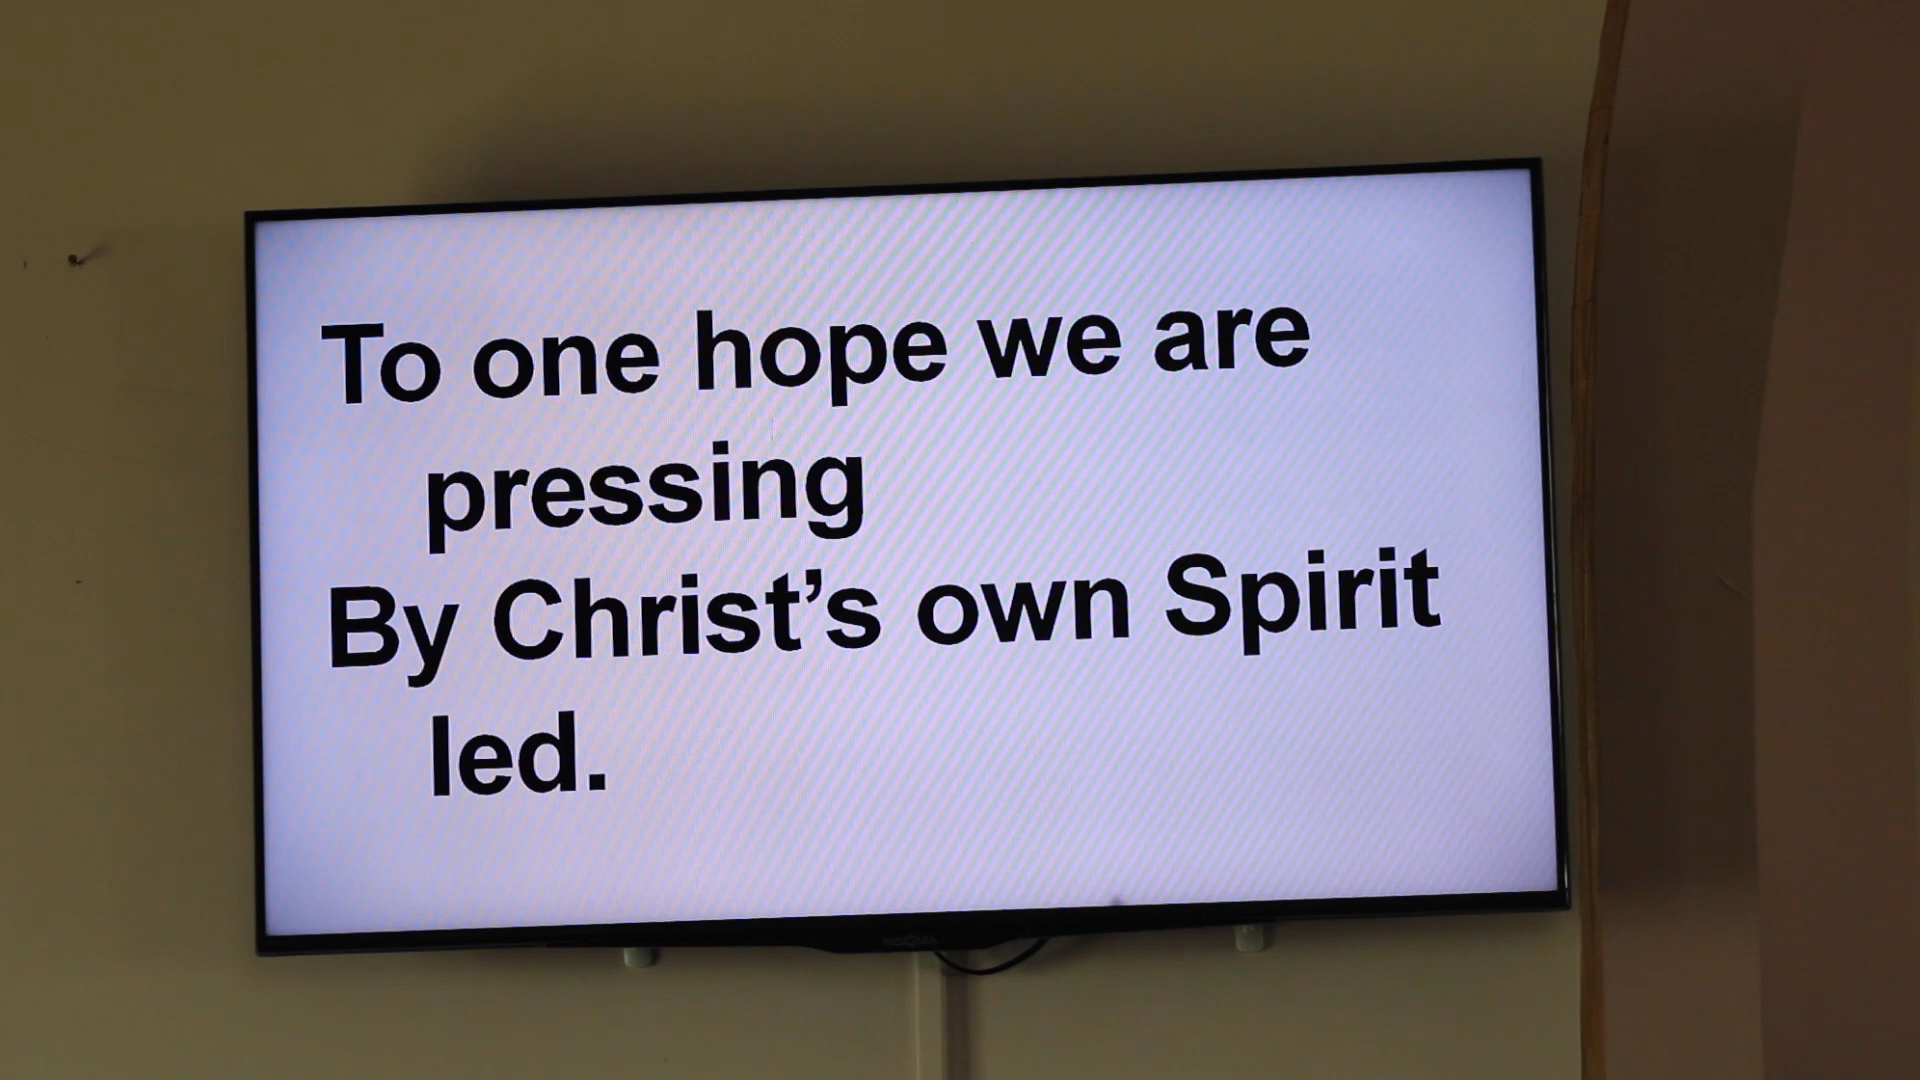 To one hope we are
pressing
By Christ’s own Spirit
led.